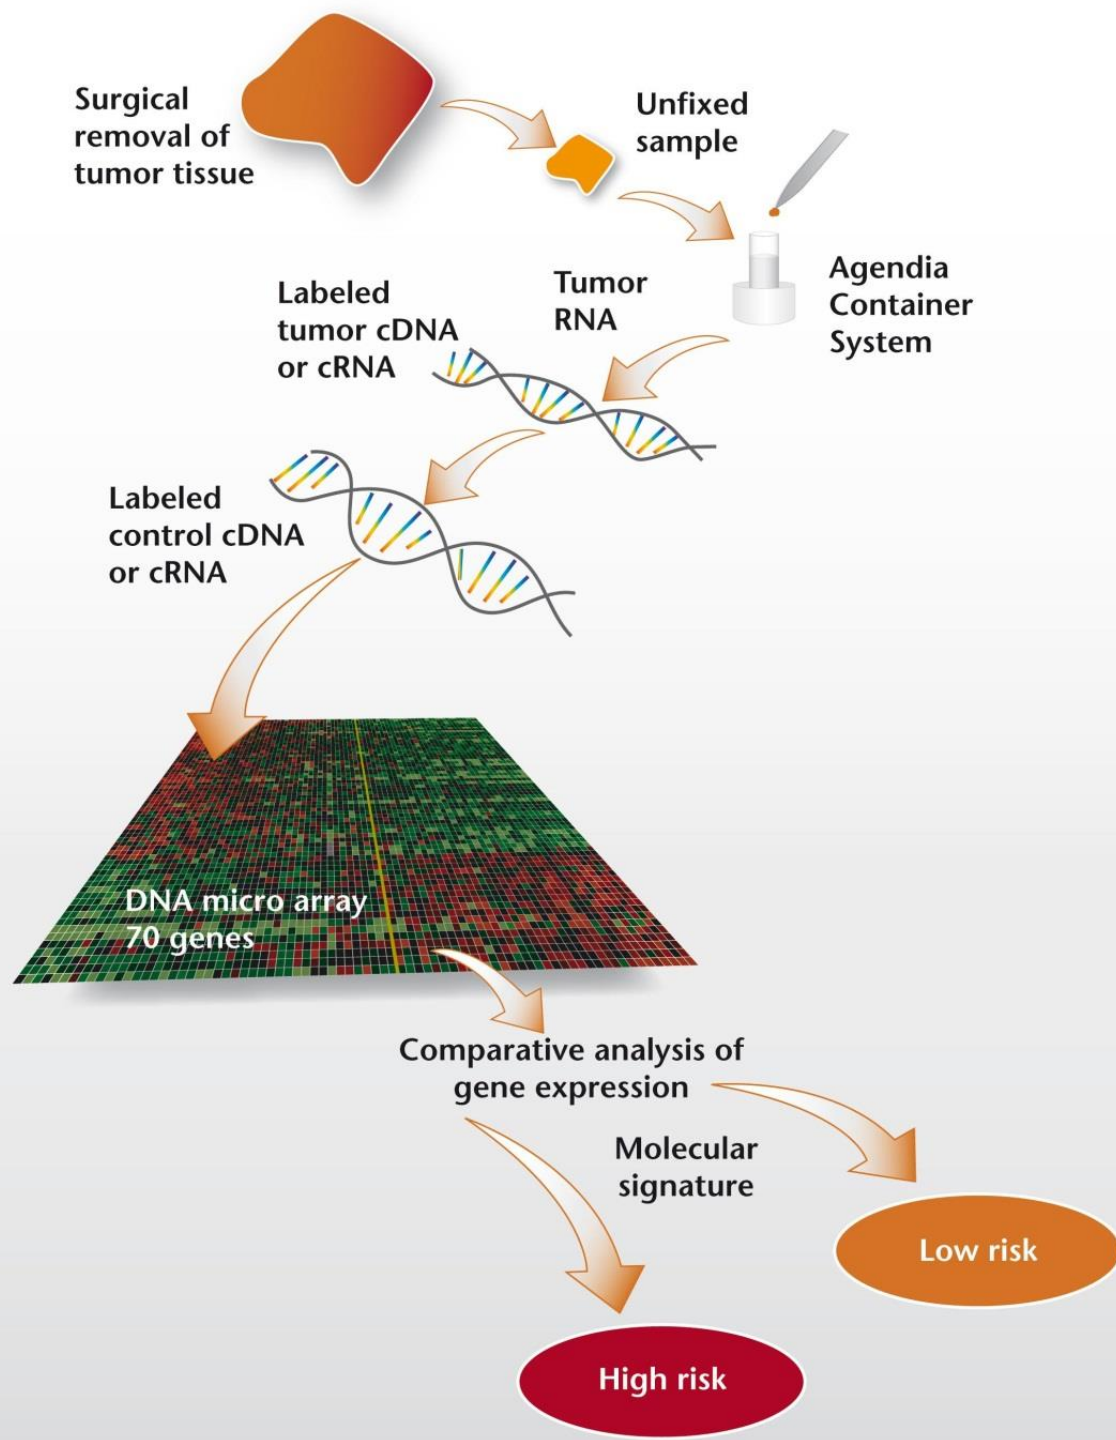 Surgical
removal of
tumor tissue
Unfixed
sample
Agendia
Container
System
Tumor
RNA
Labeled
tumor cDNA
or cRNA
Labeled
control cDNA
or cRNA
DNA micro array
70 genes
Comparative analysis of
gene expression
Molecular
signature
Low risk
High risk